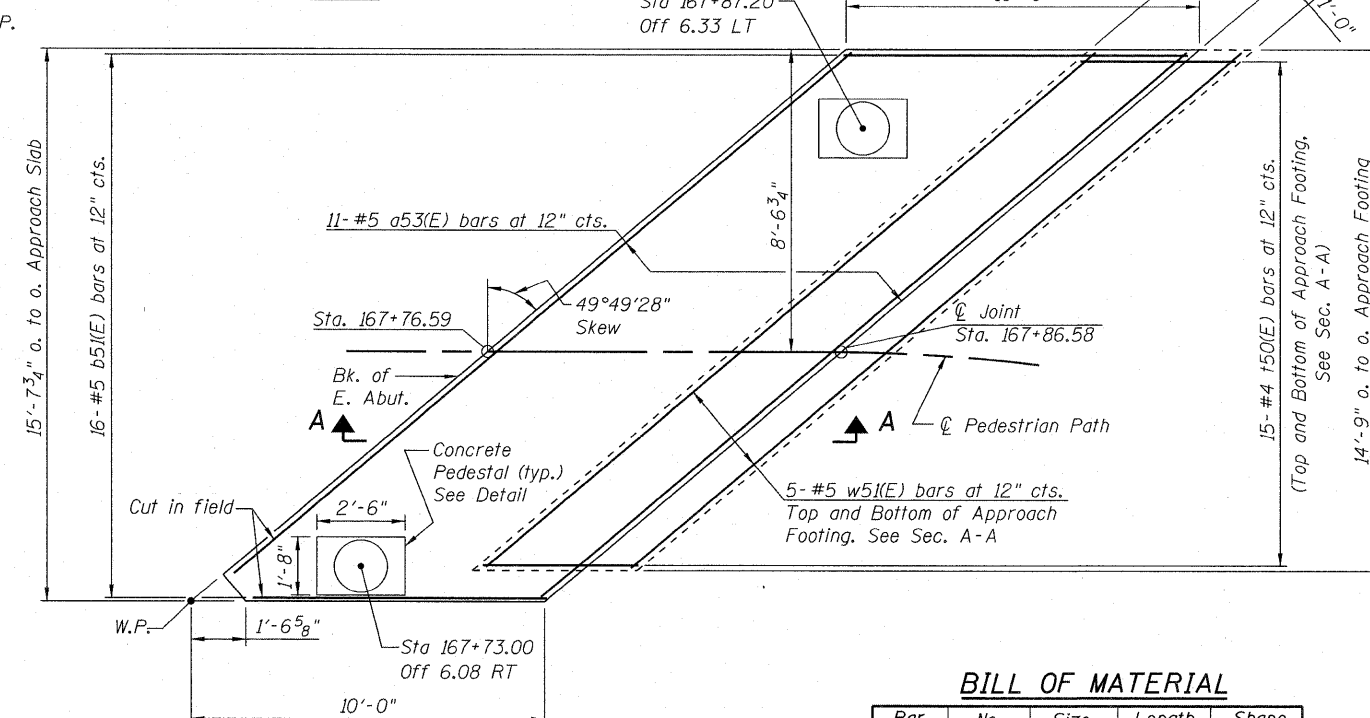 Sta 167+87.20
Off 6.33 LT
1'-0"
P.
15'-7¾" o. to o. Approach Slab
16-#5 b51(E) bars at 12" cts.
11-#5 a53(E) bars at 12" cts.
8'-6¾"
49°49'28"
Skew
Sta. 167+76.59
℄ Joint
Sta. 167+86.58
Bk. of
E. Abut.
A
A
℄ Pedestrian Path
Concrete
Pedestal (typ.)
See Detail
Cut in field
2'-6"
1'-8"
5-#5 w51(E) bars at 12" cts.
Top and Bottom of Approach
Footing. See Sec. A-A
15-#4 t50(E) bars at 12" cts.
(Top and Bottom of Approach Footing,
See Sec. A-A)
14'-9" o. to o. Approach Footing
W.P.
1'-6⅝"
Sta 167+73.00
Off 6.08 RT
10'-0"
BILL OF MATERIAL
Bar No. Size Length Shape